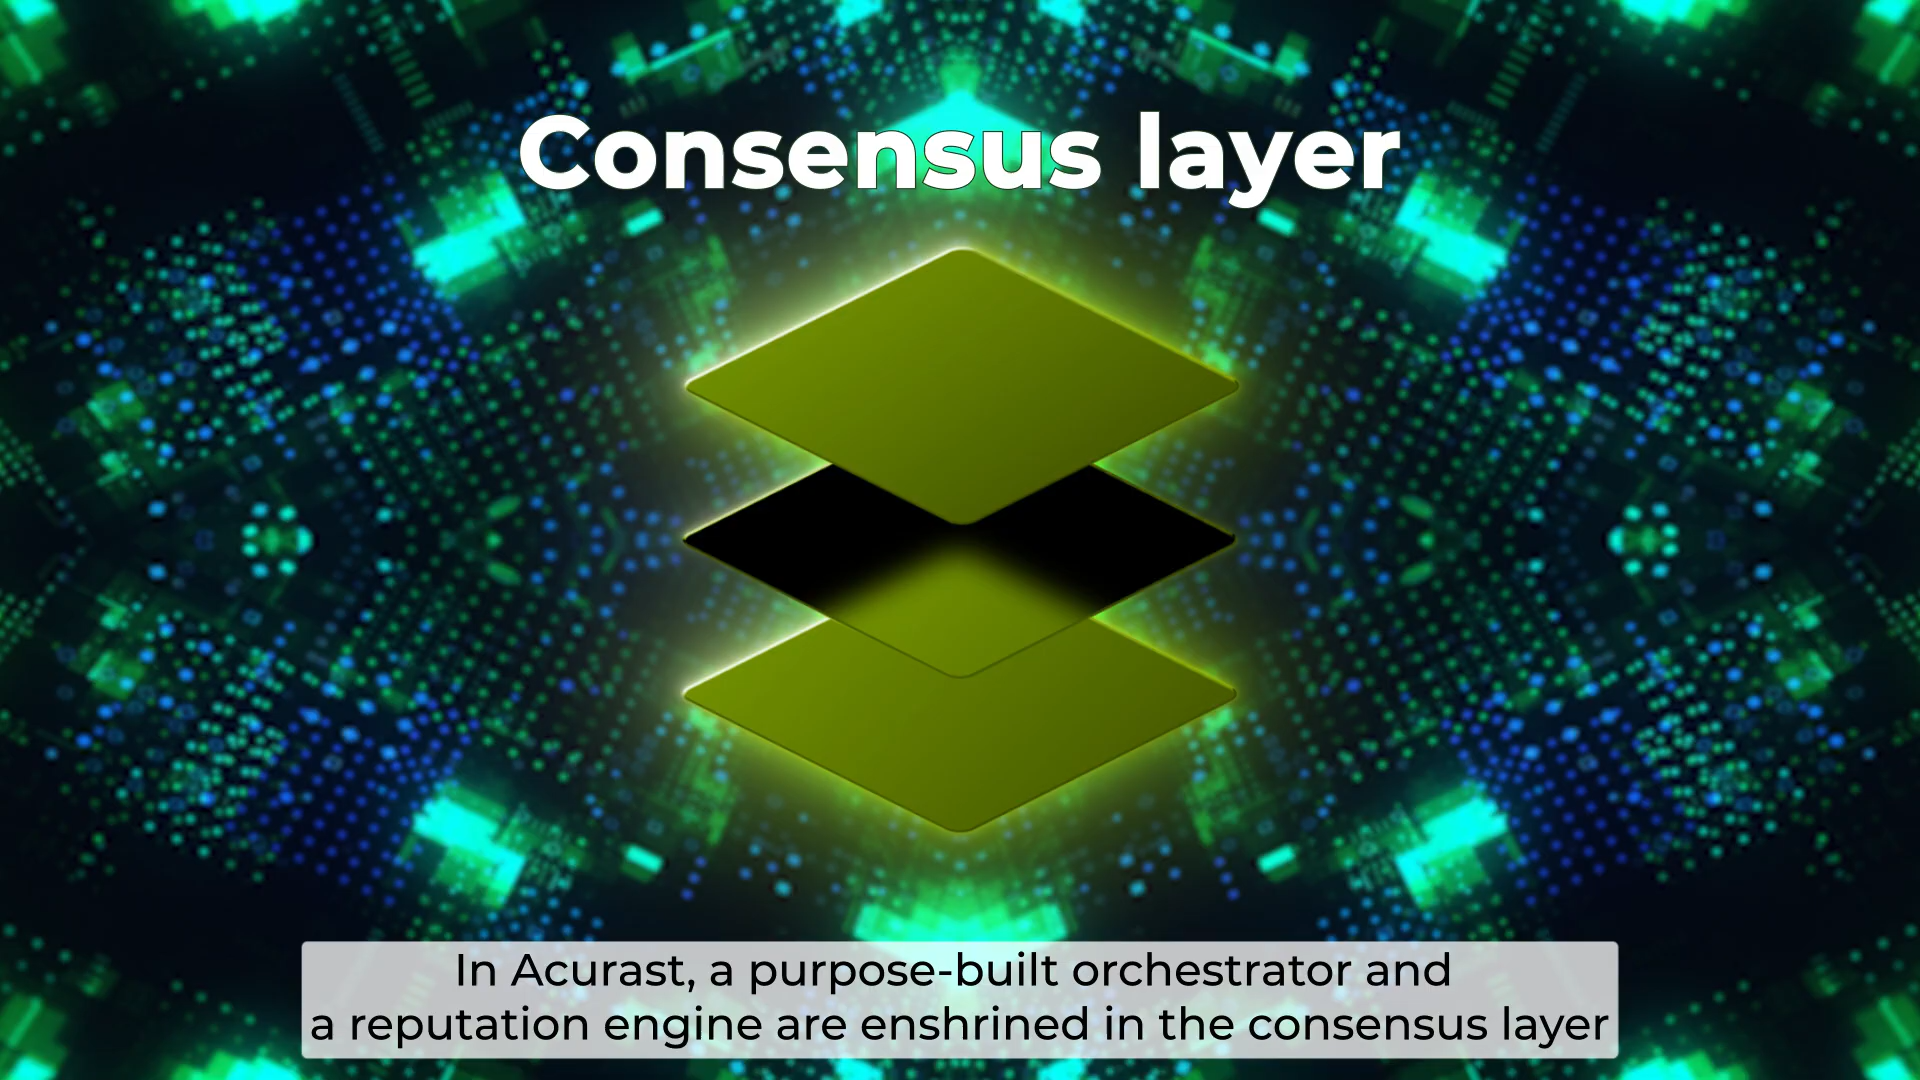 Consensus layer
In Acurast, a purpose-built orchestrator and
a reputation engine are enshrined in the consensus layer